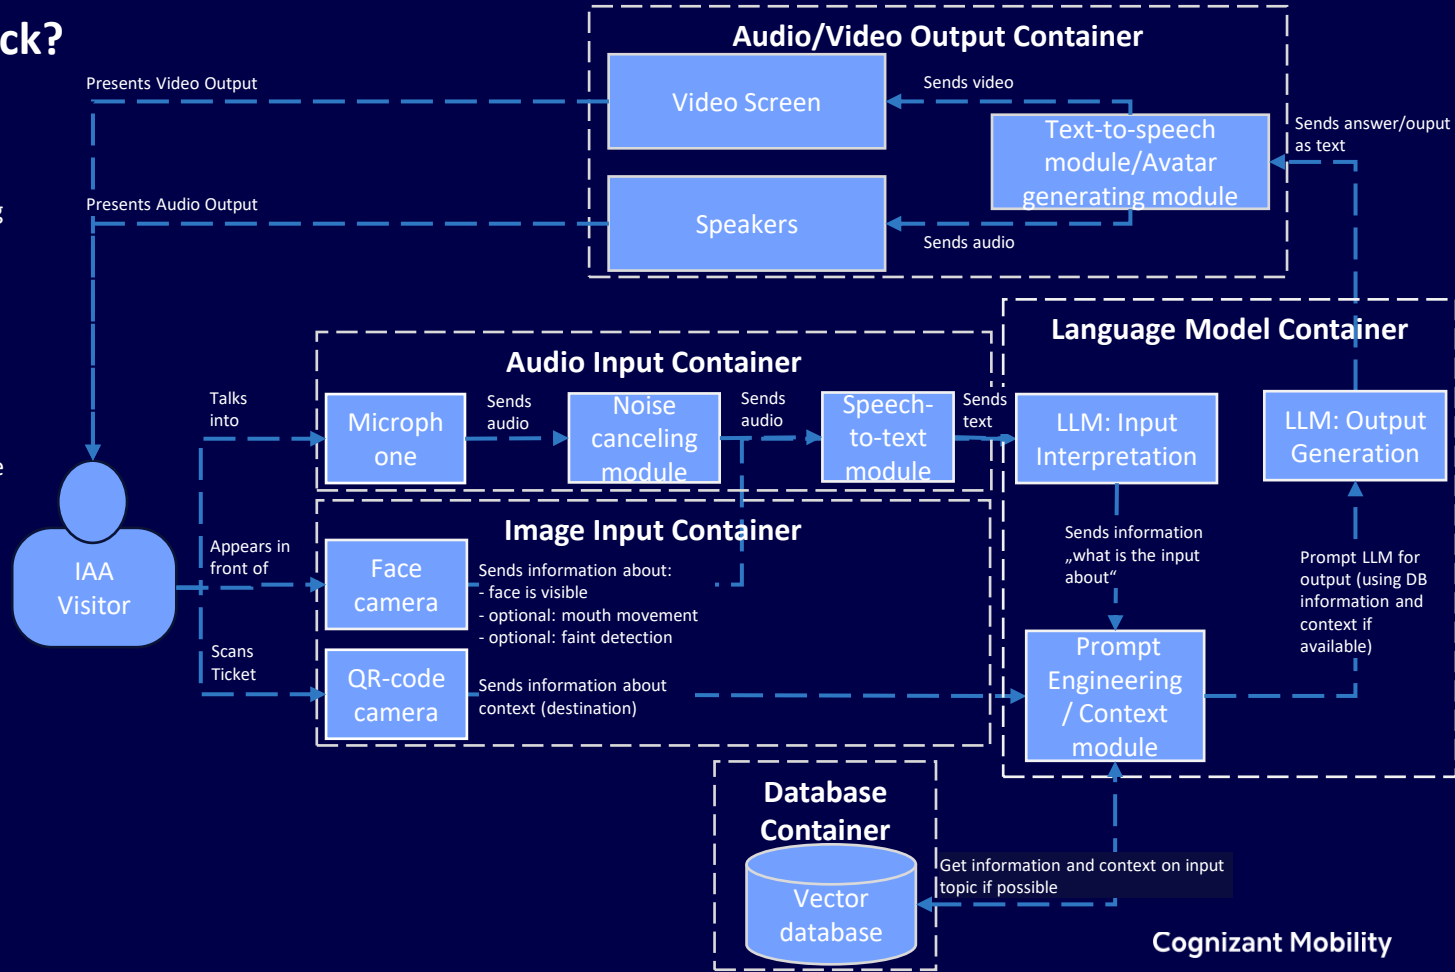 ck?
Audio/Video Output Container
Presents Video Output
Video Screen
Sends video
Text-to-speech
module/Avatar
generating module
Sends answer/ouput
as text
g
Presents Audio Output
Speakers
Sends audio
Language Model Container
Audio Input Container
Talks
into
Microph
one
Sends
audio
Noise
canceling
module
Sends
audio
Speech-
to-text
module
Sends
text
LLM: Input
Interpretation
LLM: Output
Generation
e
Image Input Container
IAA
Visitor
Appears in
front of
Face
camera
Sends information about:
- face is visible
- optional: mouth movement
- optional: faint detection
Sends information
„what is the input
about“
Prompt LLM for
output (using DB
information and
context if
available)
Scans
Ticket
QR-code
camera
Sends information about
context (destination)
Prompt
Engineering
/ Context
module
Database
Container
Vector
database
Get information and context on input
topic if possible
Cognizant Mobility